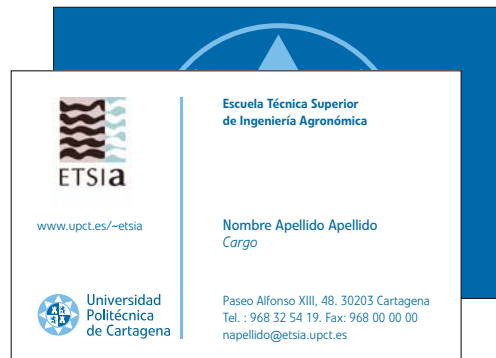 ETSIa
www.upct.es/~etsia
Universidad
Politécnica
de Cartagena
Escuela Técnica Superior
de Ingeniería Agronómica
Nombre Apellido Apellido
Cargo
Paseo Alfonso XIII, 48. 30203 Cartagena
Tel. : 968 32 54 19. Fax: 968 00 00 00
napellido@etsia.upct.es